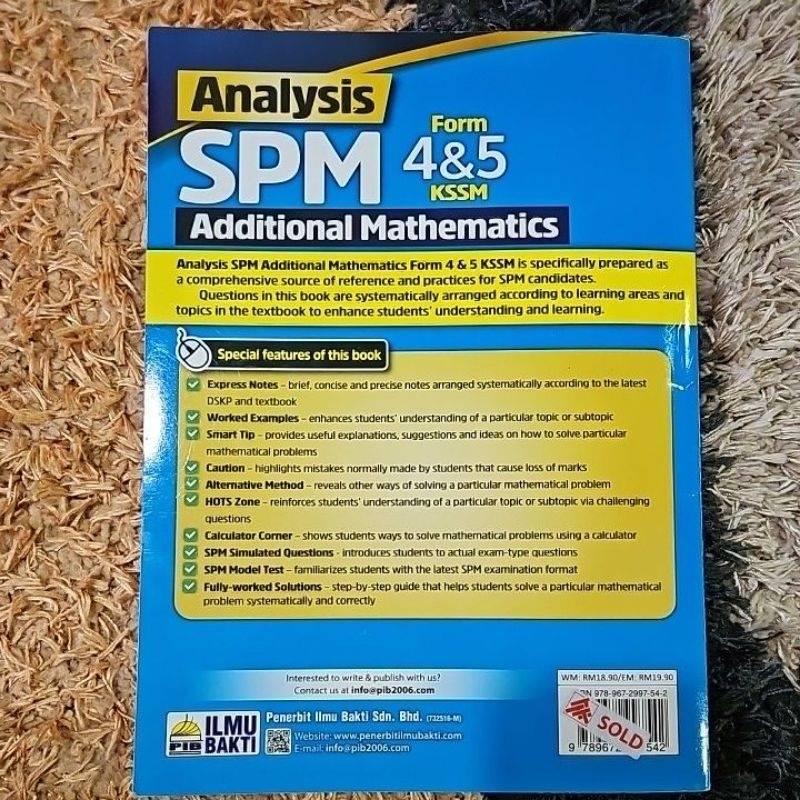 Analysis
SPM
Form
4&5
KSSM
Additional Mathematics
Analysis SPM Additional Mathematics Form 4 & 5 KSSM is specifically prepared as
a comprehensive source of reference and practices for SPM candidates.
Questions in this book are systematically arranged according to learning areas and
topics in the textbook to enhance students' understanding and learning.
Special features of this book
Express Notes – brief, concise and precise notes arranged systematically according to the latest
DSKP and textbook
Worked Examples – enhances students' understanding of a particular topic or subtopic
Smart Tip – provides useful explanations, suggestions and ideas on how to solve particular
mathematical problems
Caution – highlights mistakes normally made by students that cause loss of marks
Alternative Method – reveals other ways of solving a particular mathematical problem
HOTS Zone – reinforces students' understanding of a particular topic or subtopic via challenging
questions
Calculator Corner – shows students ways to solve mathematical problems using a calculator
SPM Simulated Questions - introduces students to actual exam-type questions
SPM Model Test – familiarizes students with the latest SPM examination format
Fully-worked Solutions – step-by-step guide that helps students solve a particular mathematical
problem systematically and correctly
Interested to write & publish with us?
Contact us at info@pib2006.com
PIB
ILMU
BAKTI
Penerbit Ilmu Bakti Sdn. Bhd. (732516-M)
Website: www.penerbitilmubakti.com
E-mail: info@pib2006.com
WM: RM18.90/EM: RM19.90
978-967-2997-54-2
SOLD
9 78967 542